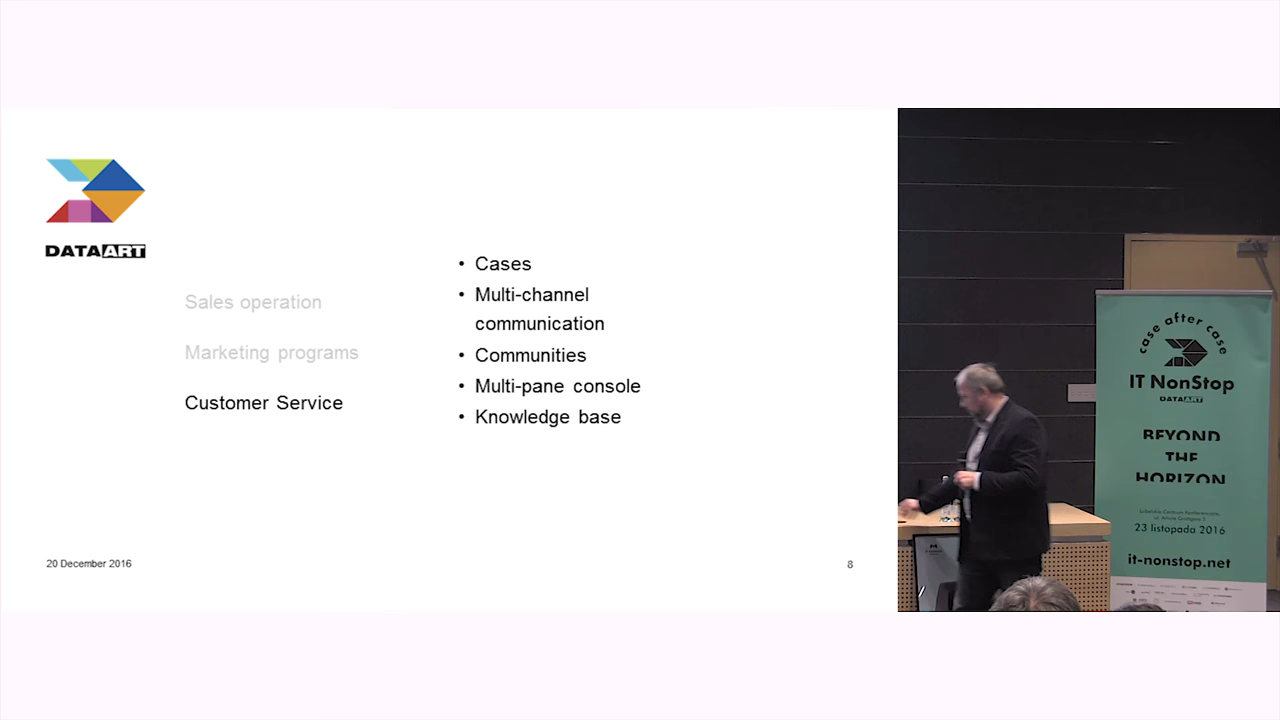 DATAART
Sales operation
Marketing programs
Customer Service
• Cases
• Multi-channel
communication
• Communities
• Multi-pane console
• Knowledge base
20 December 2016
8
case after case
IT NonStop
DATAART
BEYOND
THE
HORIZON
23 listopada 2016
it-nonstop.net